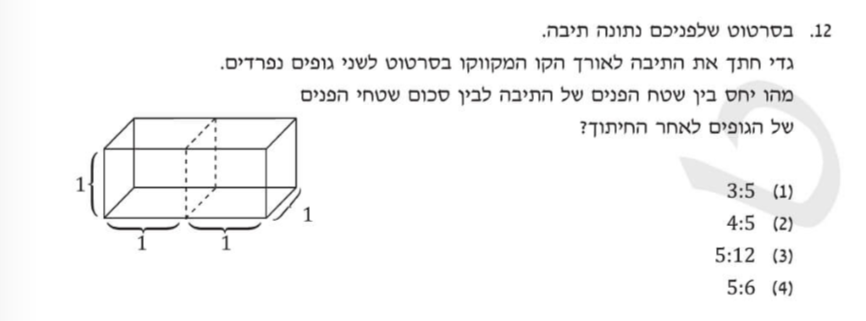 12. בסרטוט שלפניכם נתונה תיבה.
גדי חתך את התיבה לאורך הקו המקווקו בסרטוט לשני גופים נפרדים.
מהו יחס בין שטח הפנים של התיבה לבין סכום שטחי הפנים
של הגופים לאחר החיתוך?
1
1
1
1
(1) 3:5
(2) 4:5
(3) 5:12
(4) 5:6